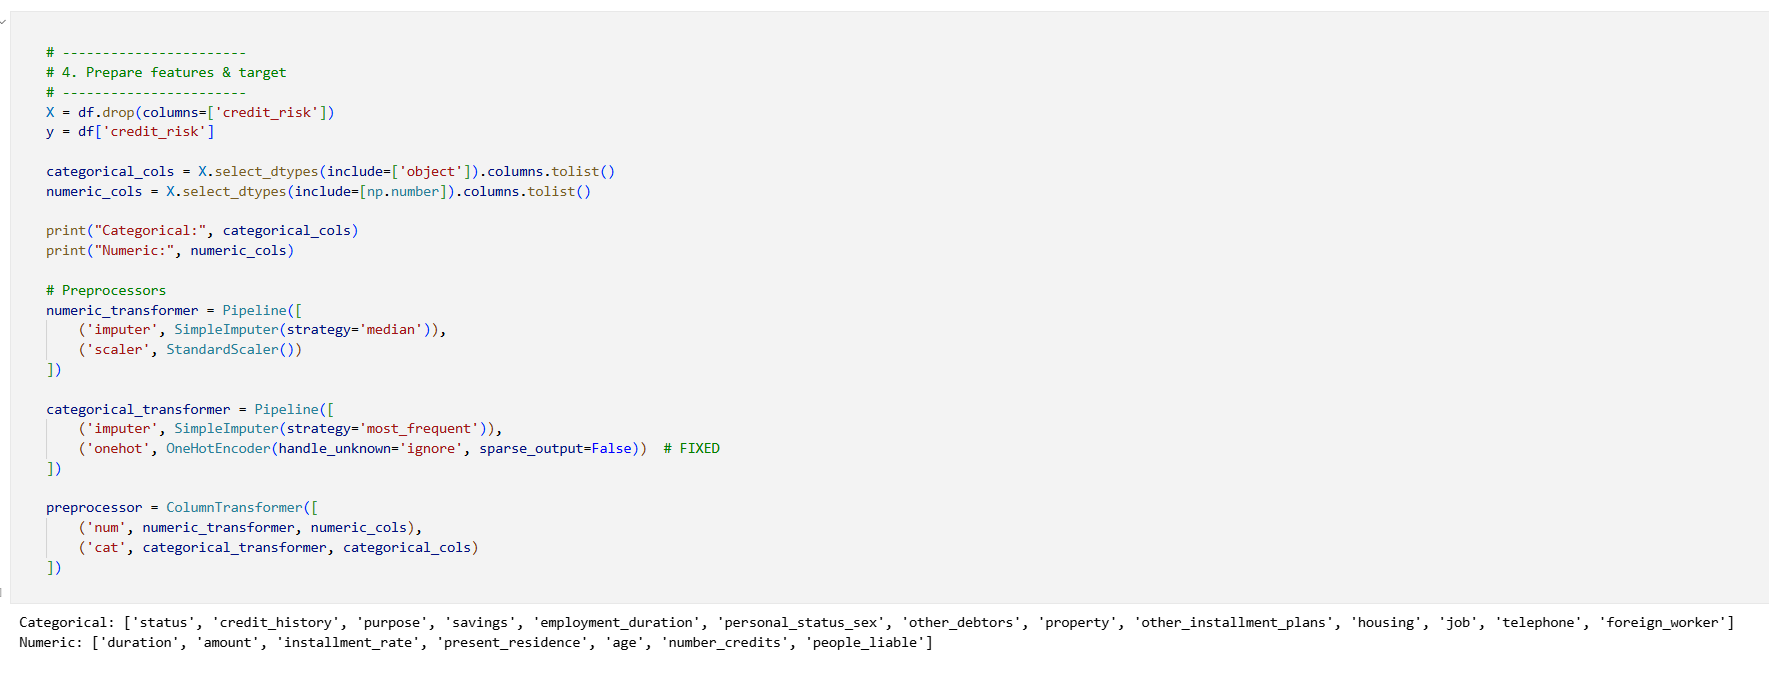 # -----------------------
# 4. Prepare features & target
# -----------------------
X = df.drop(columns=['credit_risk'])
y = df['credit_risk']
categorical_cols = X.select_dtypes(include=['object']).columns.tolist()
numeric_cols = X.select_dtypes(include=[np.number]).columns.tolist()
print("Categorical:", categorical_cols)
print("Numeric:", numeric_cols)
# Preprocessors
numeric_transformer = Pipeline([
    ('imputer', SimpleImputer(strategy='median')),
    ('scaler', StandardScaler())
])
categorical_transformer = Pipeline([
    ('imputer', SimpleImputer(strategy='most_frequent')),
    ('onehot', OneHotEncoder(handle_unknown='ignore', sparse_output=False))  # FIXED
])
preprocessor = ColumnTransformer([
    ('num', numeric_transformer, numeric_cols),
    ('cat', categorical_transformer, categorical_cols)
])
Categorical: ['status', 'credit_history', 'purpose', 'savings', 'employment_duration', 'personal_status_sex', 'other_debtors', 'property', 'other_installment_plans', 'housing', 'job', 'telephone', 'foreign_worker']
Numeric: ['duration', 'amount', 'installment_rate', 'present_residence', 'age', 'number_credits', 'people_liable']